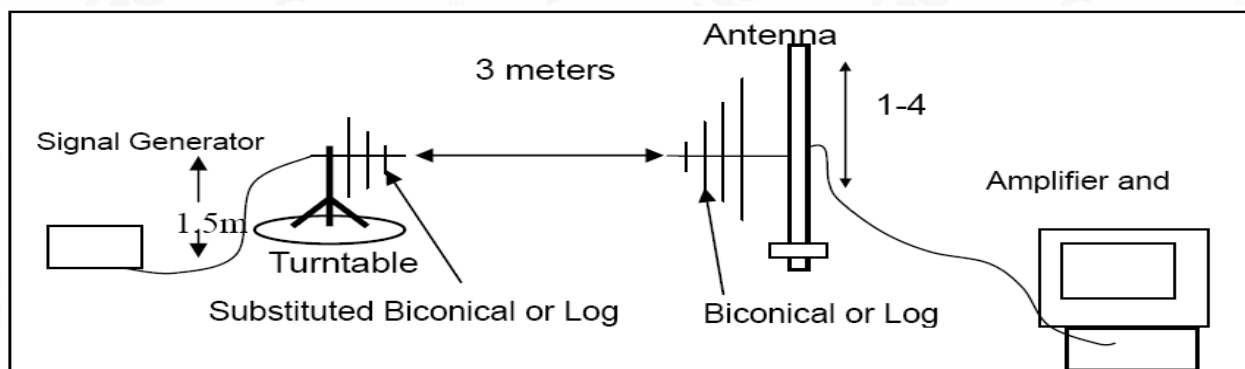 Antenna
3 meters
1-4
Signal Generator
1.5m
Amplifier and
Turntable
Substituted Biconical or Log
Biconical or Log